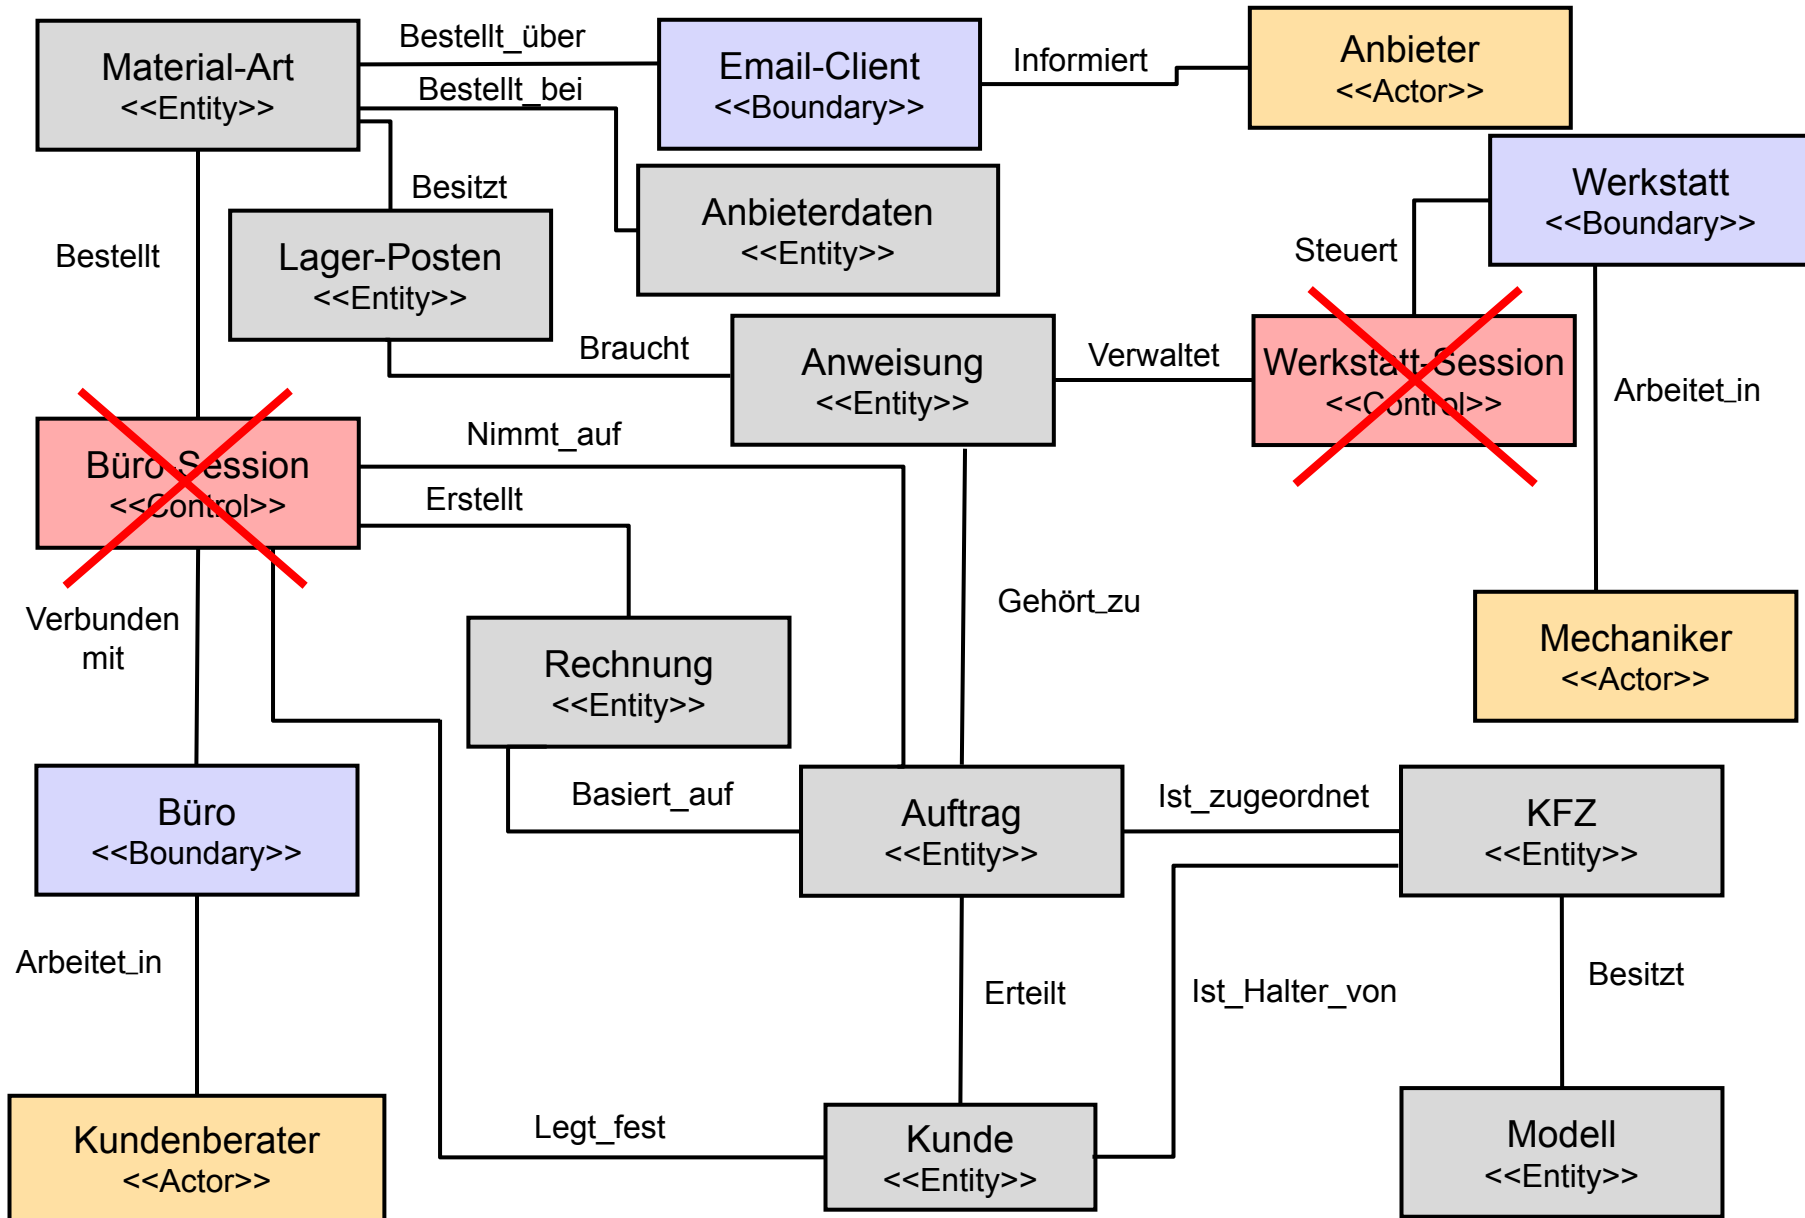 Material-Art
<<Entity>>
Bestellt_über
Bestellt_bei
Email-Client
<<Boundary>>
Informiert
Anbieter
<<Actor>>
Werkstatt
<<Boundary>>
Besitzt
Anbieterdaten
<<Entity>>
Lager-Posten
<<Entity>>
Bestellt
Steuert
Braucht
Anweisung
<<Entity>>
Verwaltet
Werkstatt-Session
<<Control>>
Arbeitet_in
Büro-Session
<<Control>>
Nimmt_auf
Erstellt
Verbunden
mit
Gehört_zu
Rechnung
<<Entity>>
Mechaniker
<<Actor>>
Büro
<<Boundary>>
Basiert_auf
Auftrag
<<Entity>>
Ist_zugeordnet
KFZ
<<Entity>>
Arbeitet_in
Erteilt
Ist_Halter_von
Besitzt
Kundenberater
<<Actor>>
Legt_fest
Kunde
<<Entity>>
Modell
<<Entity>>